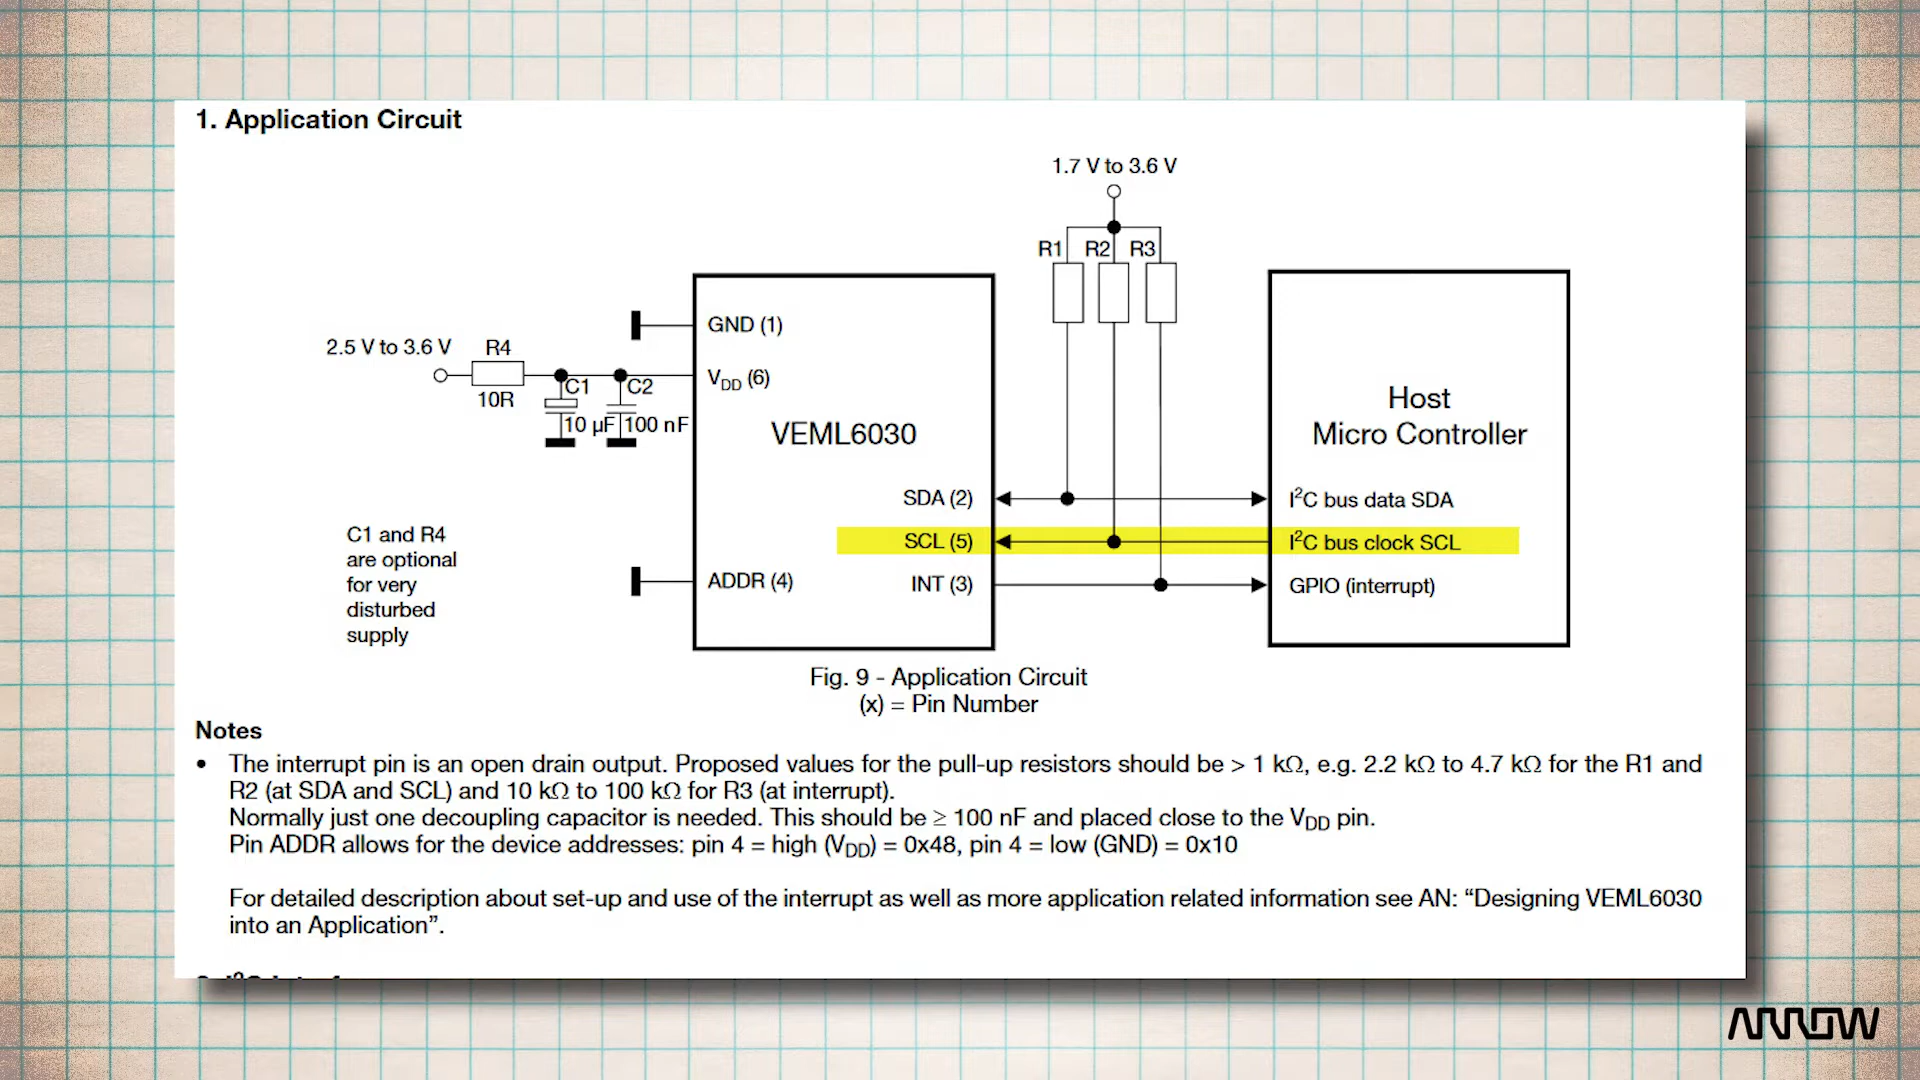 1. Application Circuit
1.7 V to 3.6 V
R1 R2 R3
GND (1)
2.5 V to 3.6 V R4
V_DD (6)
C1 C2
10R
10 µF 100 nF
VEML6030
Host
Micro Controller
SDA (2)
I²C bus data SDA
SCL (5)
I²C bus clock SCL
ADDR (4)
INT (3)
GPIO (interrupt)
C1 and R4
are optional
for very
disturbed
supply
Fig. 9 - Application Circuit
(x) = Pin Number
Notes
• The interrupt pin is an open drain output. Proposed values for the pull-up resistors should be > 1 kΩ, e.g. 2.2 kΩ to 4.7 kΩ for the R1 and
R2 (at SDA and SCL) and 10 kΩ to 100 kΩ for R3 (at interrupt).
Normally just one decoupling capacitor is needed. This should be ≥ 100 nF and placed close to the V_DD pin.
Pin ADDR allows for the device addresses: pin 4 = high (V_DD) = 0x48, pin 4 = low (GND) = 0x10
For detailed description about set-up and use of the interrupt as well as more application related information see AN: “Designing VEML6030
into an Application”.
ARROW